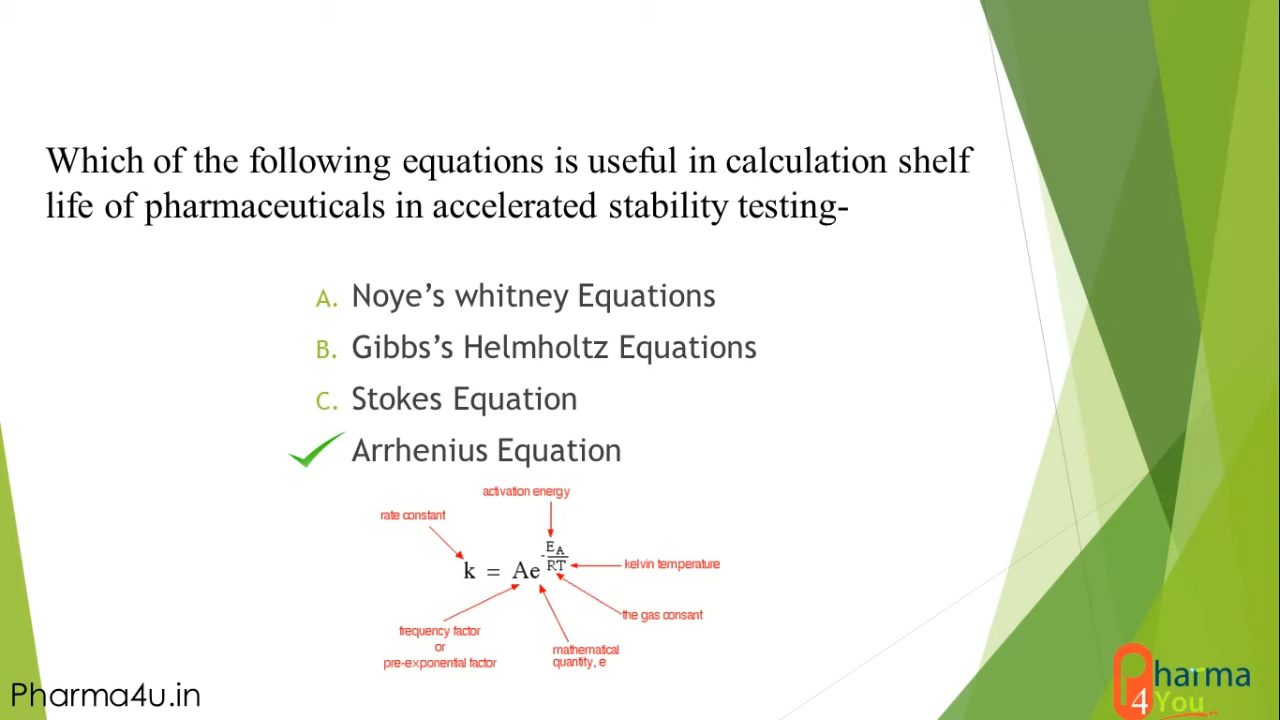 Which of the following equations is useful in calculation shelf
life of pharmaceuticals in accelerated stability testing-
A. Noye's whitney Equations
B. Gibbs's Helmholtz Equations
C. Stokes Equation
Arrhenius Equation
activation energy
rate constant
k = Ae -EA/RT
kelvin temperature
the gas consant
frequency factor
or
pre-exponential factor
mathematical
quantity, e
Pharma4u.in
Pharma
4 You